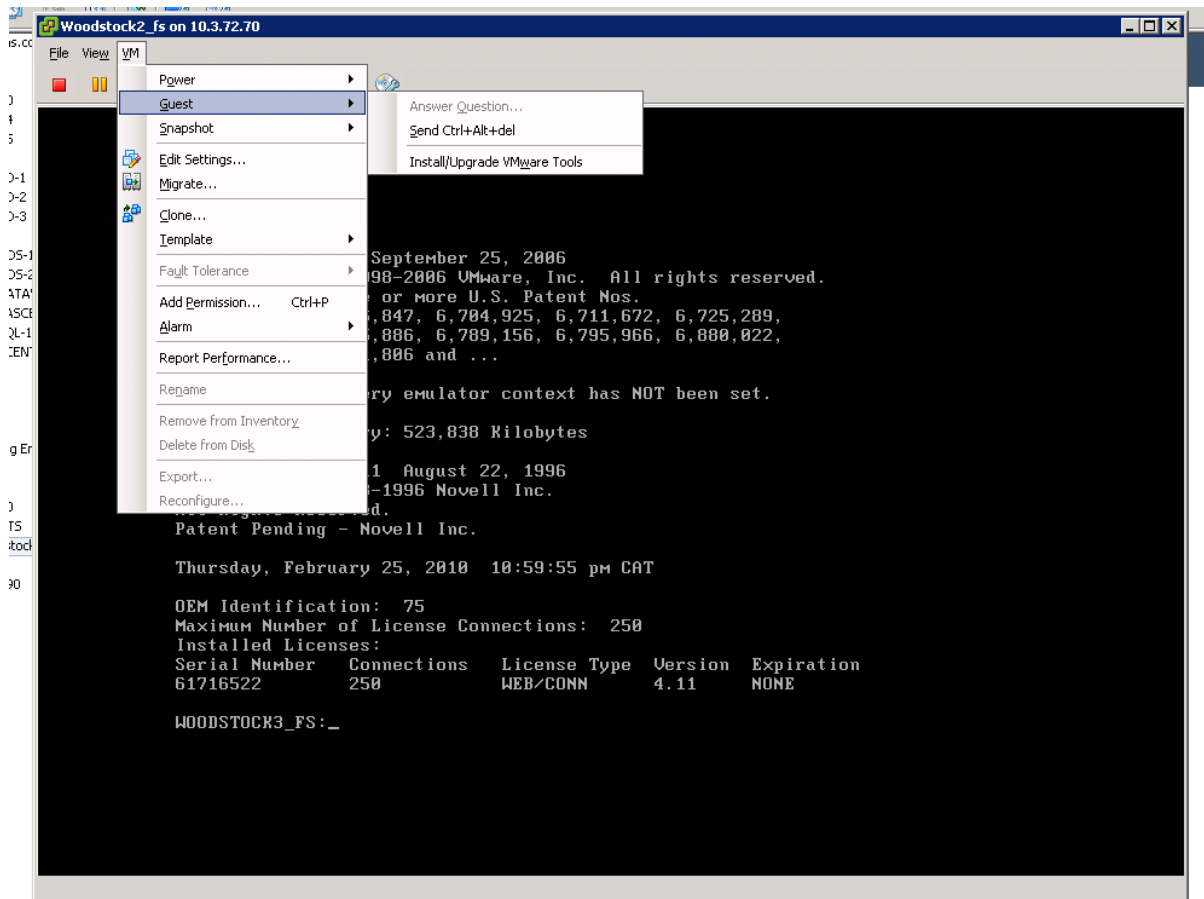 Woodstock2_fs on 10.3.72.70
File View VM
Power
Guest
Snapshot
Edit Settings...
Migrate...
Clone...
Template
Fault Tolerance
Add Permission... Ctrl+P
Alarm
Report Performance...
Rename
Remove from Inventory
Delete from Disk
Export...
Reconfigure...
Answer Question...
Send Ctrl+Alt+del
Install/Upgrade VMware Tools
September 25, 2006
98-2006 VMware, Inc. All rights reserved.
or more U.S. Patent Nos.
,847, 6,704,925, 6,711,672, 6,725,289,
,886, 6,789,156, 6,795,966, 6,880,022,
,806 and ...
ry emulator context has NOT been set.
y: 523,838 Kilobytes
1 August 22, 1996
-1996 Novell Inc.
Patent Pending - Novell Inc.
Thursday, February 25, 2010 10:59:55 pm CAT
OEM Identification: 75
Maximum Number of License Connections: 250
Installed Licenses:
Serial Number Connections License Type Version Expiration
61716522 250 WEB/CONN 4.11 NONE
WOODSTOCK3_FS:_